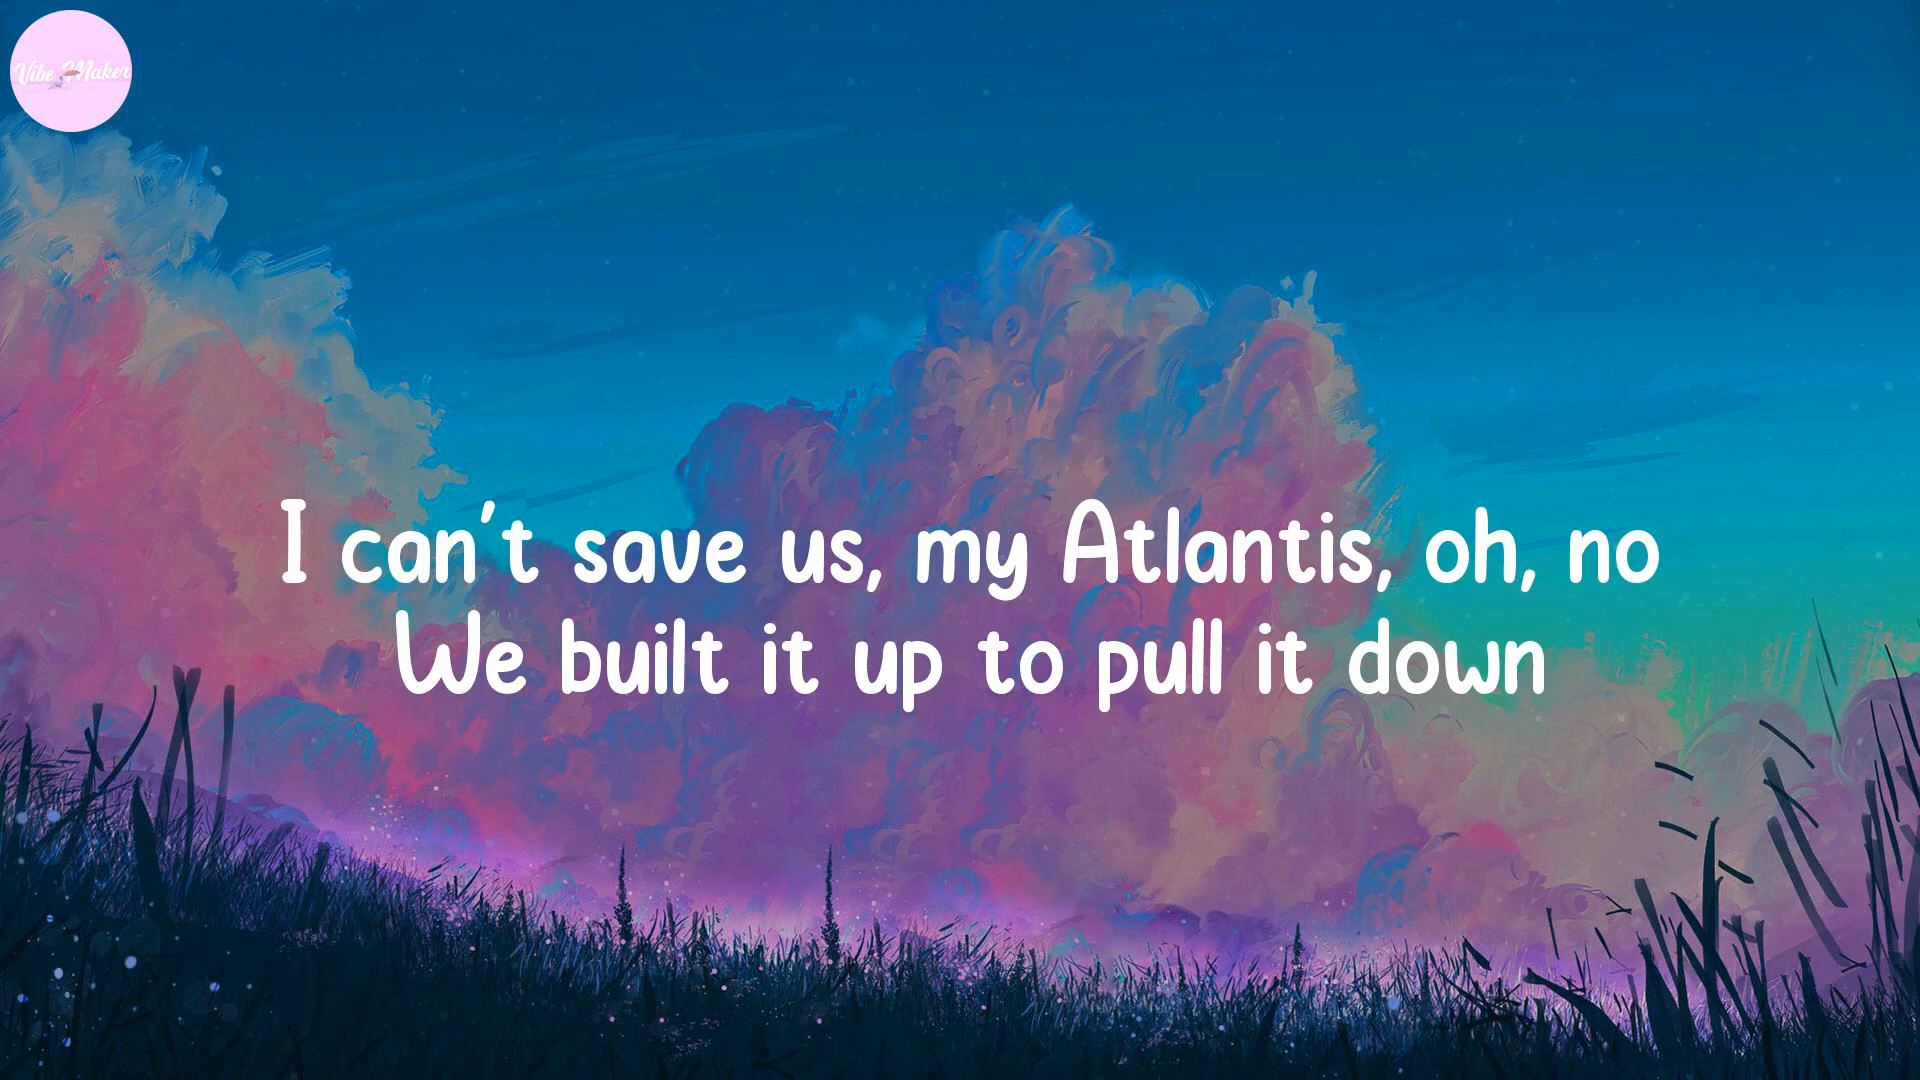 Vibe Maker
I can't save us, my Atlantis, oh, no
We built it up to pull it down